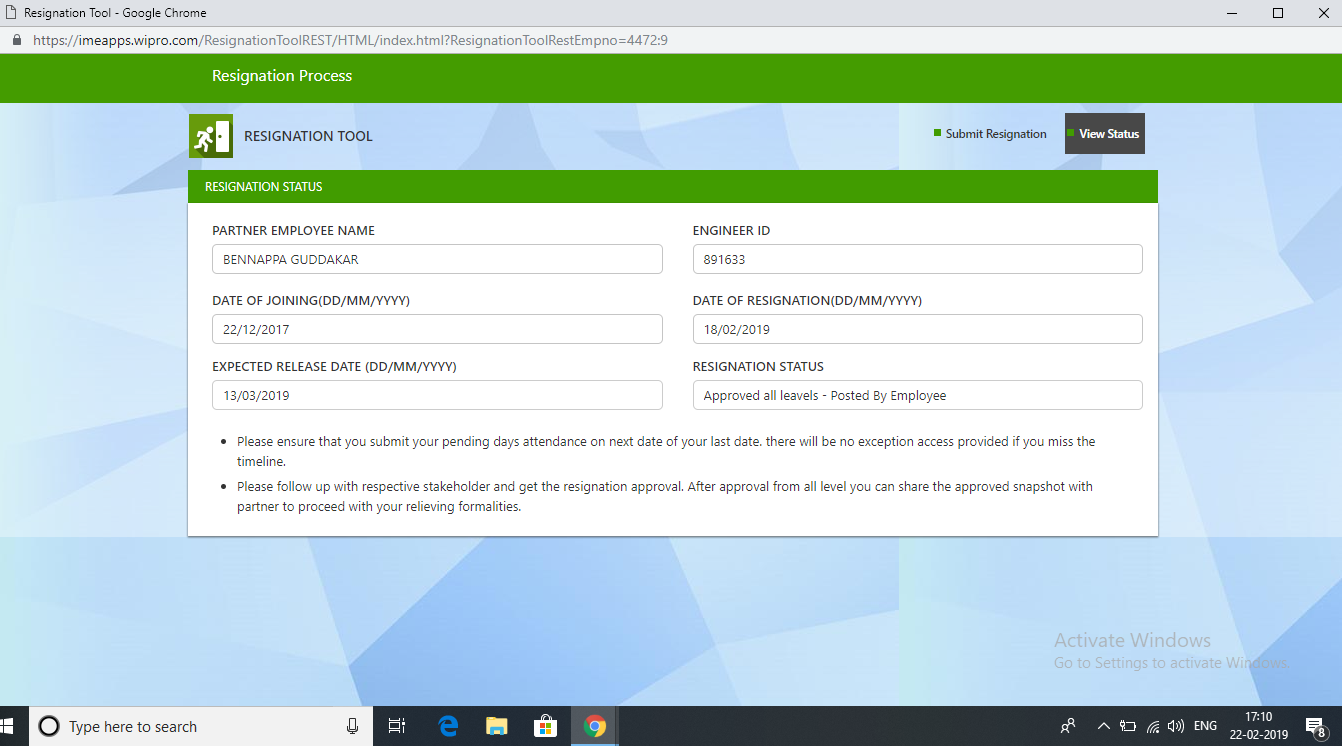 Resignation Tool - Google Chrome
https://imeapps.wipro.com/ResignationToolREST/HTML/index.html?ResignationToolRestEmpno=4472:9
Resignation Process
RESIGNATION TOOL
Submit Resignation
View Status
RESIGNATION STATUS
PARTNER EMPLOYEE NAME
ENGINEER ID
BENNAPPA GUDDAKAR
891633
DATE OF JOINING(DD/MM/YYYY)
DATE OF RESIGNATION(DD/MM/YYYY)
22/12/2017
18/02/2019
EXPECTED RELEASE DATE (DD/MM/YYYY)
RESIGNATION STATUS
13/03/2019
Approved all leavels - Posted By Employee
Please ensure that you submit your pending days attendance on next date of your last date. there will be no exception access provided if you miss the
timeline.
Please follow up with respective stakeholder and get the resignation approval. After approval from all level you can share the approved snapshot with
partner to proceed with your relieving formalities.
Activate Windows
Go to Settings to activate Windows.
Type here to search
ENG
17:10
22-02-2019
8